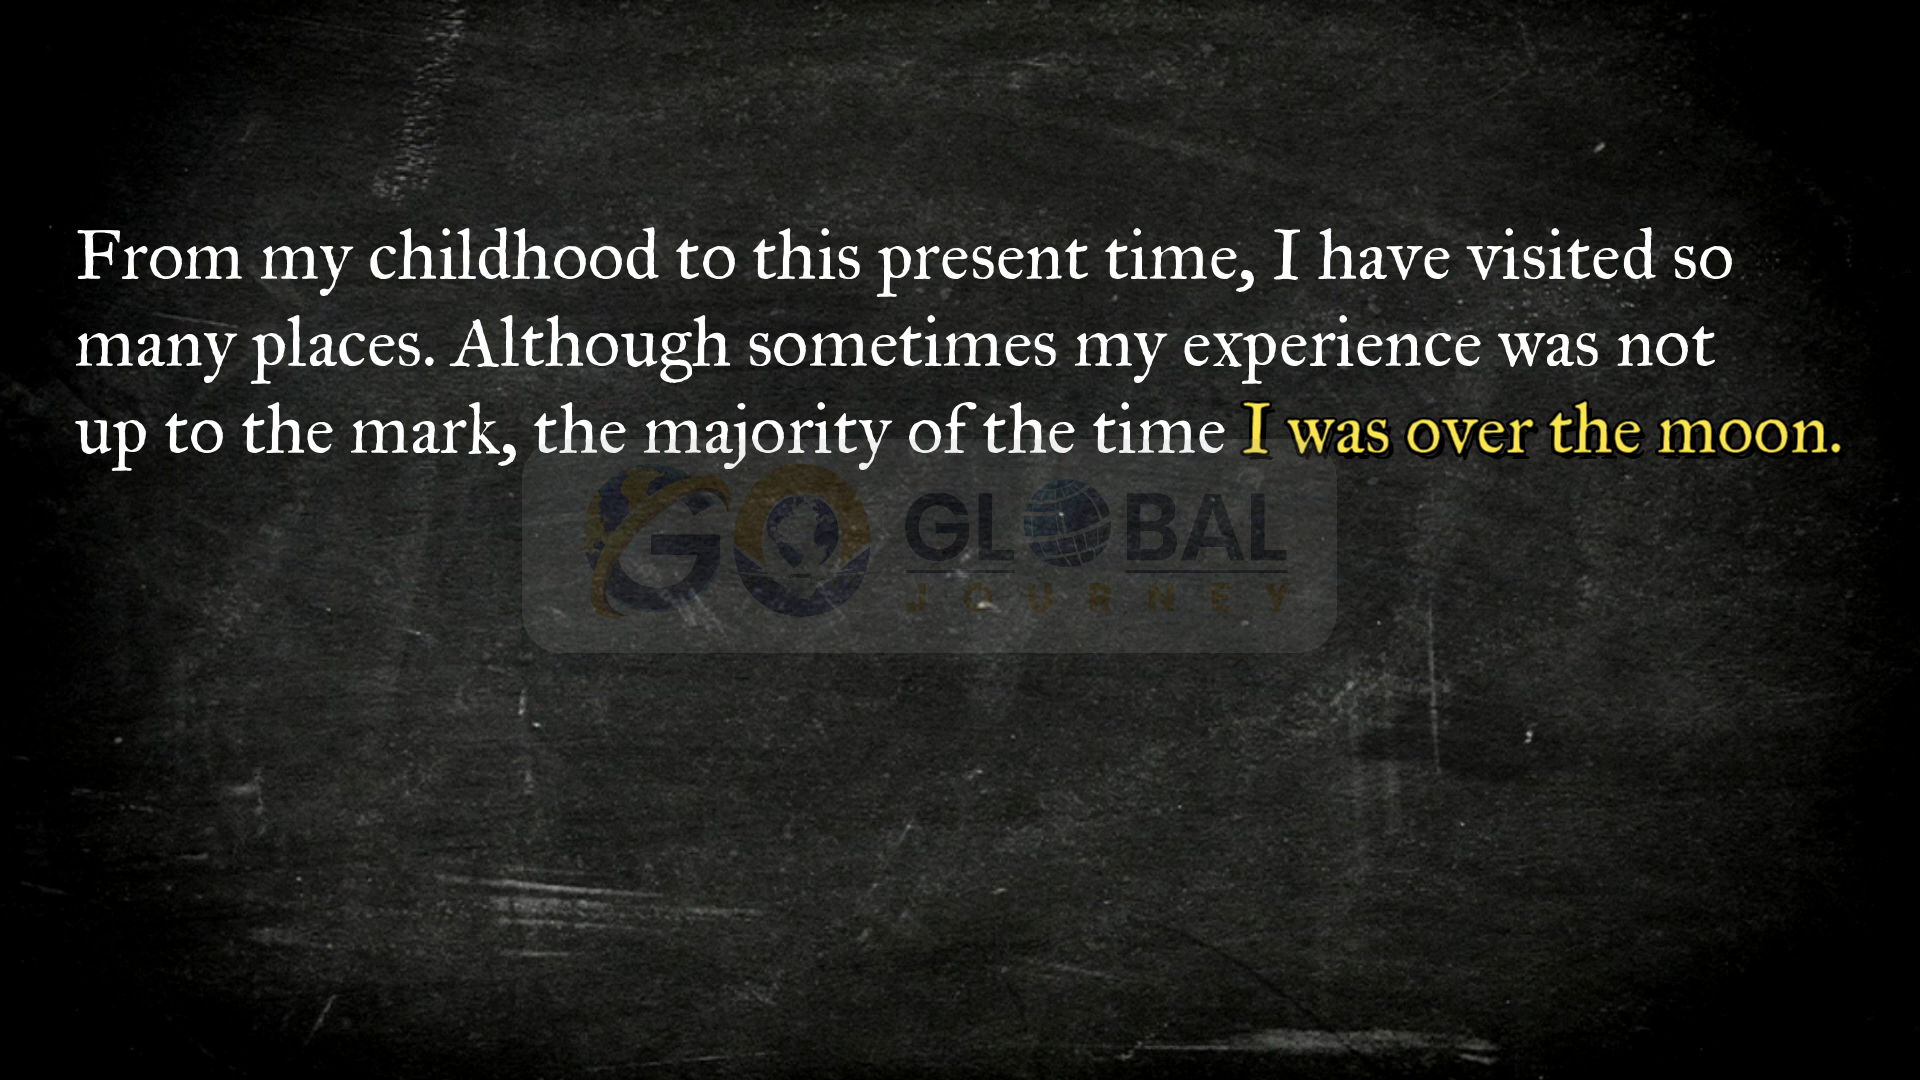 From my childhood to this present time, I have visited so
many places. Although sometimes my experience was not
up to the mark, the majority of the time I was over the moon.
GO GLOBAL
JOURNEY